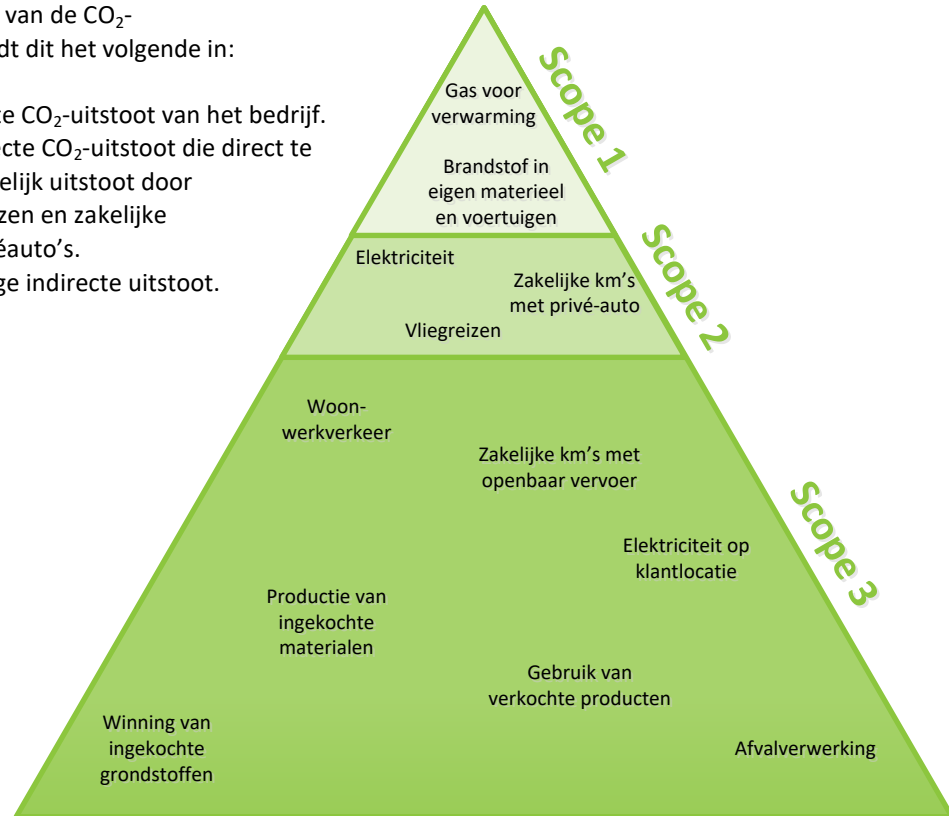 van de CO₂-
dt dit het volgende in:
te CO₂-uitstoot van het bedrijf.
ecte CO₂-uitstoot die direct te
elijk uitstoot door
zen en zakelijke
éauto's.
ge indirecte uitstoot.
Scope 1
Gas voor
verwarming
Brandstof in
eigen materieel
en voertuigen
Scope 2
Elektriciteit
Zakelijke km's
met privé-auto
Vliegreizen
Scope 3
Woon-
werkverkeer
Zakelijke km's met
openbaar vervoer
Elektriciteit op
klantlocatie
Productie van
ingekochte
materialen
Gebruik van
verkochte producten
Winning van
ingekochte
grondstoffen
Afvalverwerking